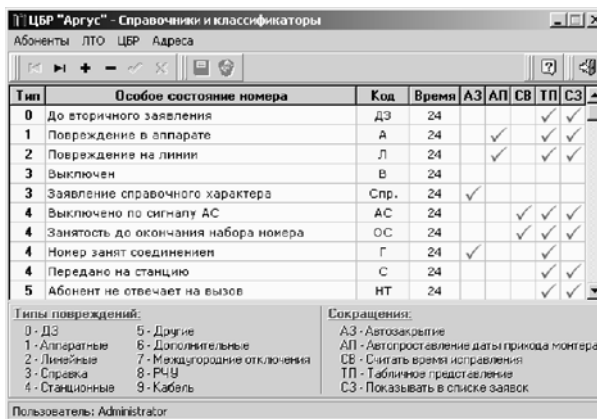 ЦБР "Аргус" - Справочники и классификаторы
Абоненты ЛТО ЦБР Адреса
Тип Особое состояние номера Код Время АЗ АП СВ ТП СЗ
0 До вторичного заявления ДЗ 24
1 Повреждение в аппарате А 24
2 Повреждение на линии Л 24
3 Выключен В 24
3 Заявление справочного характера Спр. 24
4 Выключено по сигналу АС АС 24
4 Занятость до окончания набора номера ОС 24
4 Номер занят соединением Г 24
4 Передано на станцию С 24
5 Абонент не отвечает на вызов НТ 24
Типы повреждений: Сокращения:
0 - ДЗ 5 - Другие АЗ - Автозакрытие
1 - Аппаратные 6 - Дополнительные АП - Автопроставление даты прихода монтера
2 - Линейные 7 - Междугородние отключения СВ - Считать время исправления
3 - Справка 8 - РЧУ ТП - Табличное представление
4 - Станционные 9 - Кабель СЗ - Показывать в списке заявок
Пользователь: Administrator